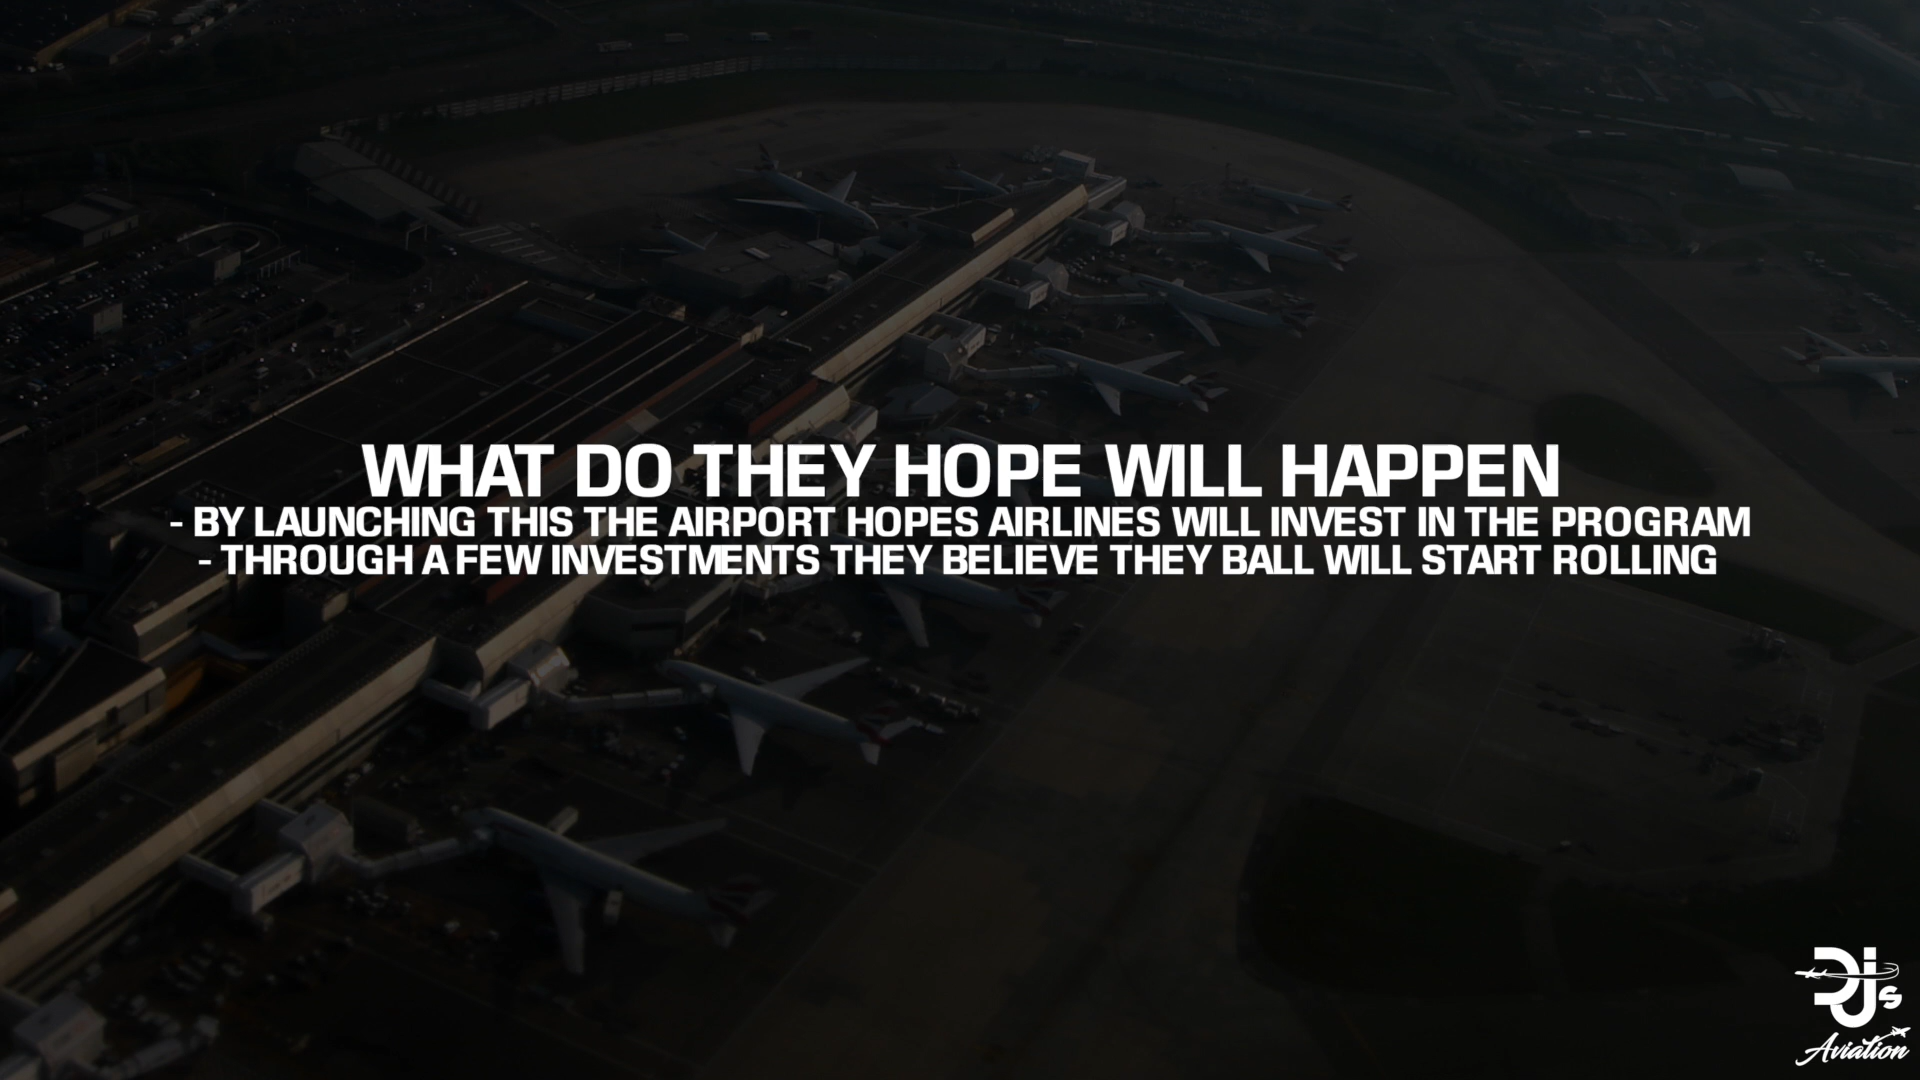 WHAT DO THEY HOPE WILL HAPPEN
- BY LAUNCHING THIS THE AIRPORT HOPES AIRLINES WILL INVEST IN THE PROGRAM
- THROUGH A FEW INVESTMENTS THEY BELIEVE THEY BALL WILL START ROLLING
DJs
Aviation